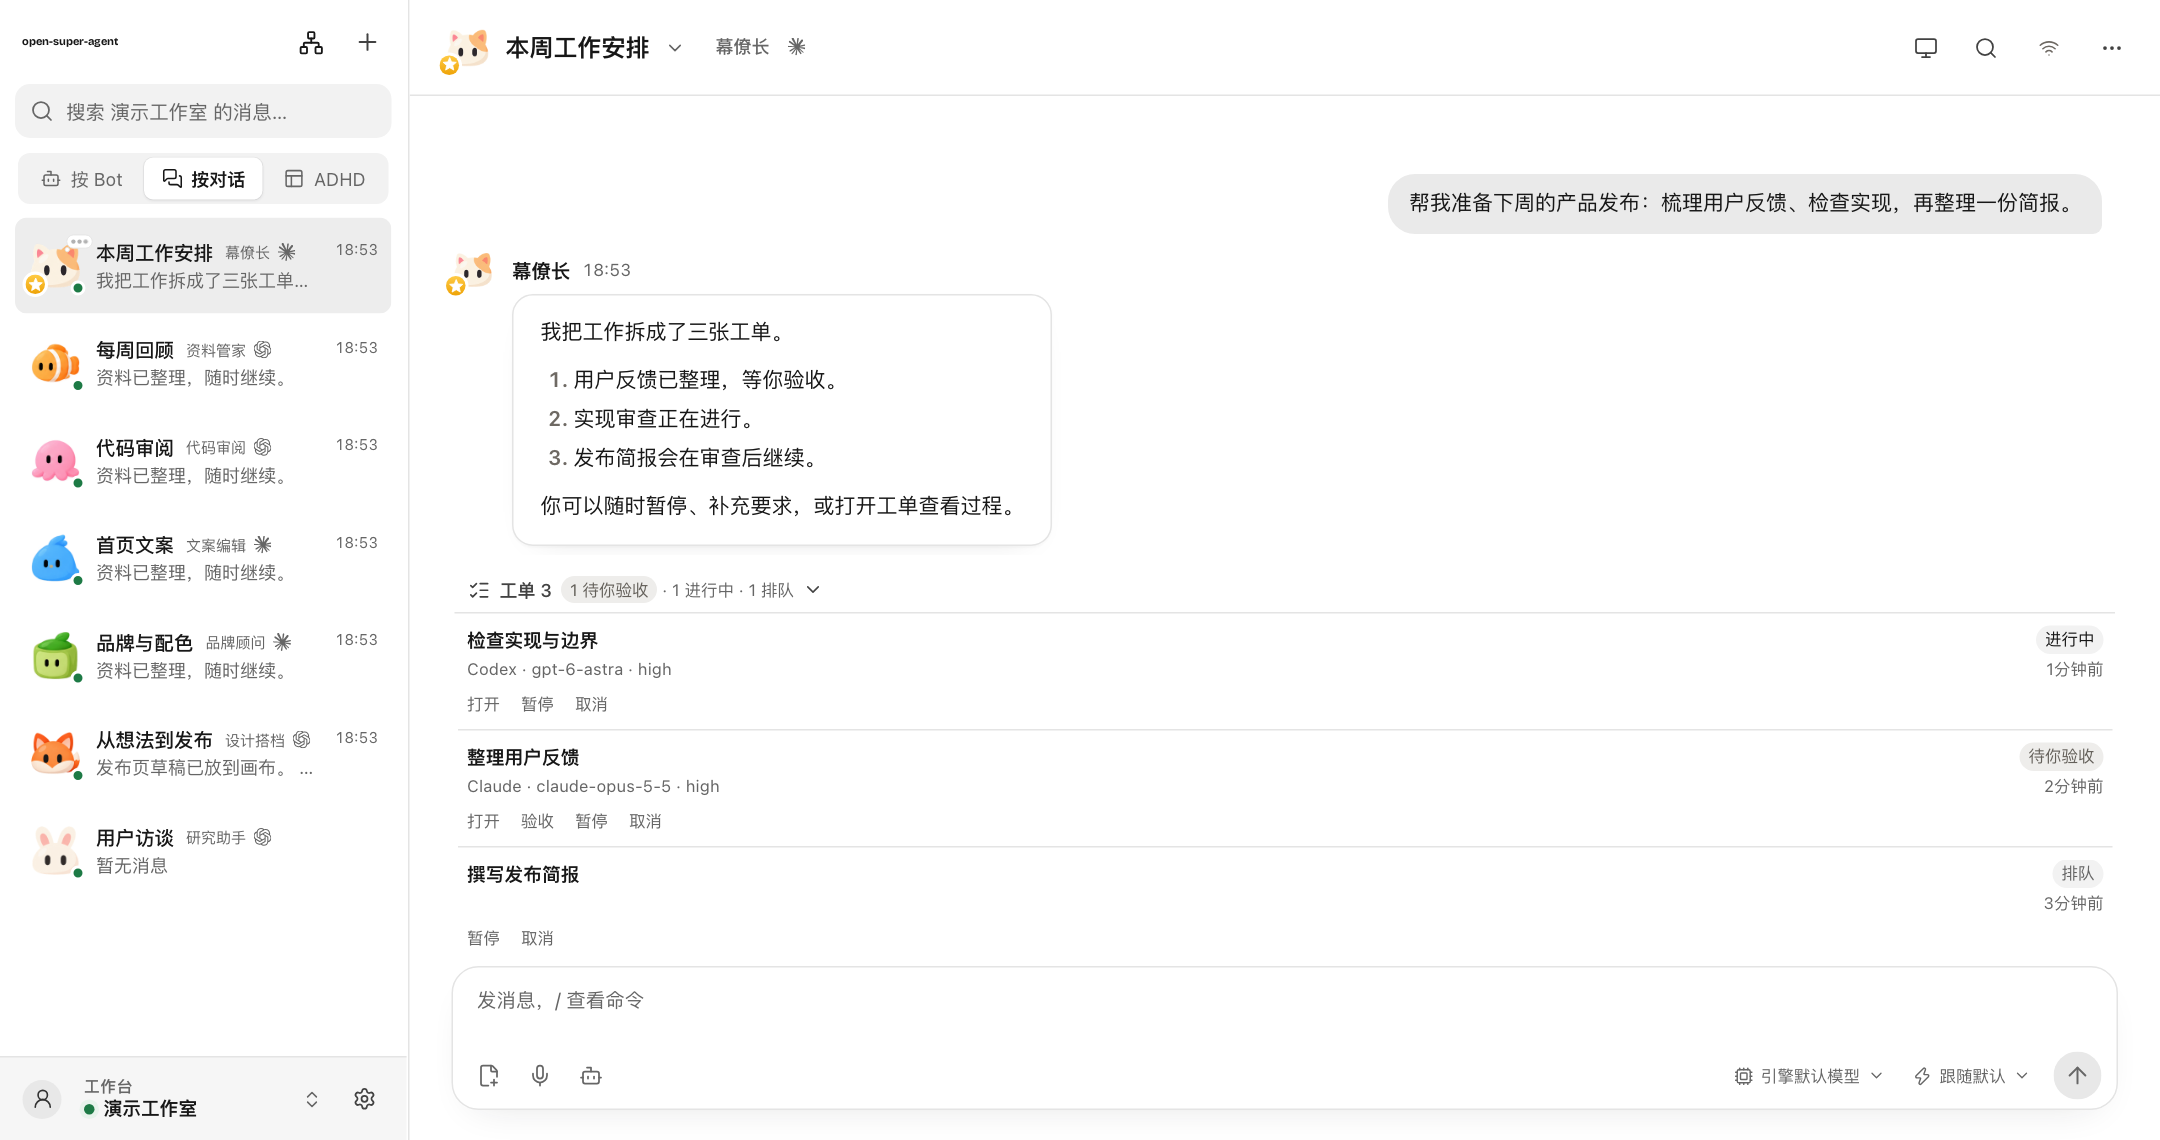 open-super-agent
搜索 演示工作室 的消息...
按 Bot
按对话
ADHD
本周工作安排 幕僚长 18:53
我把工作拆成了三张工单...
每周回顾 资料管家 18:53
资料已整理，随时继续。
代码审阅 代码审阅 18:53
资料已整理，随时继续。
首页文案 文案编辑 18:53
资料已整理，随时继续。
品牌与配色 品牌顾问 18:53
资料已整理，随时继续。
从想法到发布 设计搭档 18:53
发布页草稿已放到画布。 ...
用户访谈 研究助手
暂无消息
工作台
演示工作室
本周工作安排 幕僚长
帮我准备下周的产品发布：梳理用户反馈、检查实现，再整理一份简报。
幕僚长 18:53
我把工作拆成了三张工单。
1. 用户反馈已整理，等你验收。
2. 实现审查正在进行。
3. 发布简报会在审查后继续。
你可以随时暂停、补充要求，或打开工单查看过程。
工单 3 1 待你验收 · 1 进行中 · 1 排队
检查实现与边界 进行中
Codex · gpt-6-astra · high 1分钟前
打开 暂停 取消
整理用户反馈 待你验收
Claude · claude-opus-5-5 · high 2分钟前
打开 验收 暂停 取消
撰写发布简报 排队
3分钟前
暂停 取消
发消息，/ 查看命令
引擎默认模型 跟随默认